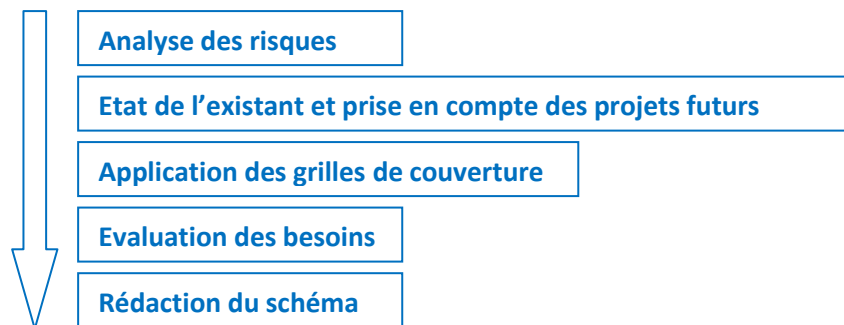 Analyse des risques
Etat de l'existant et prise en compte des projets futurs
Application des grilles de couverture
Evaluation des besoins
Rédaction du schéma